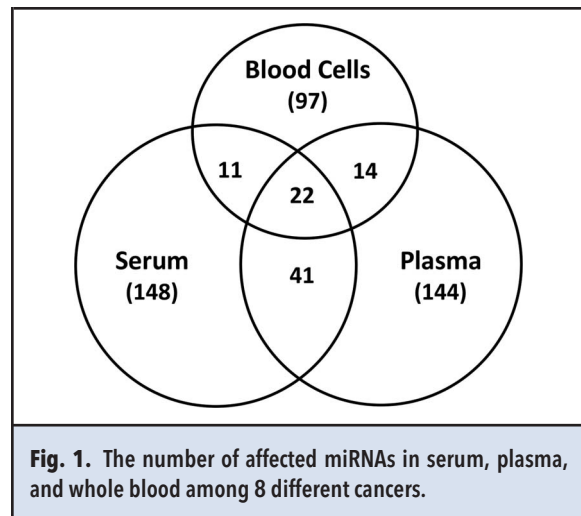 Blood Cells
(97)
11
22
14
Serum
(148)
41
Plasma
(144)
Fig. 1. The number of affected miRNAs in serum, plasma,
and whole blood among 8 different cancers.